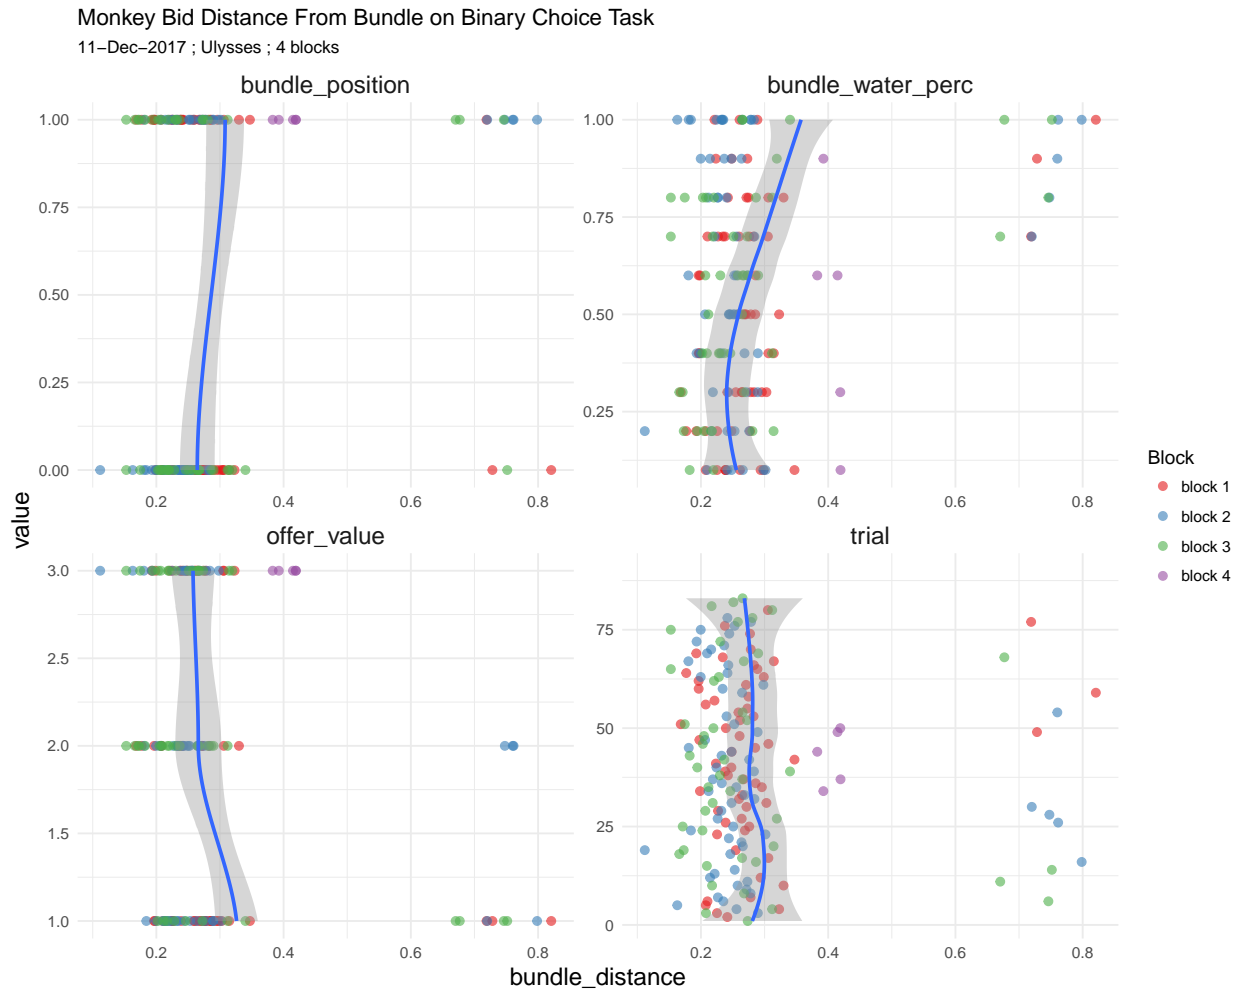 Monkey Bid Distance From Bundle on Binary Choice Task
11−Dec−2017 ; Ulysses ; 4 blocks
bundle_position
bundle_water_perc
1.00
0.75
0.50
0.25
0.00
0.2 0.4 0.6 0.8
1.00
0.75
0.50
0.25
0.2 0.4 0.6 0.8
offer_value
trial
3.0
2.5
2.0
1.5
1.0
0.2 0.4 0.6 0.8
75
50
25
0
0.2 0.4 0.6 0.8
value
bundle_distance
Block
block 1
block 2
block 3
block 4